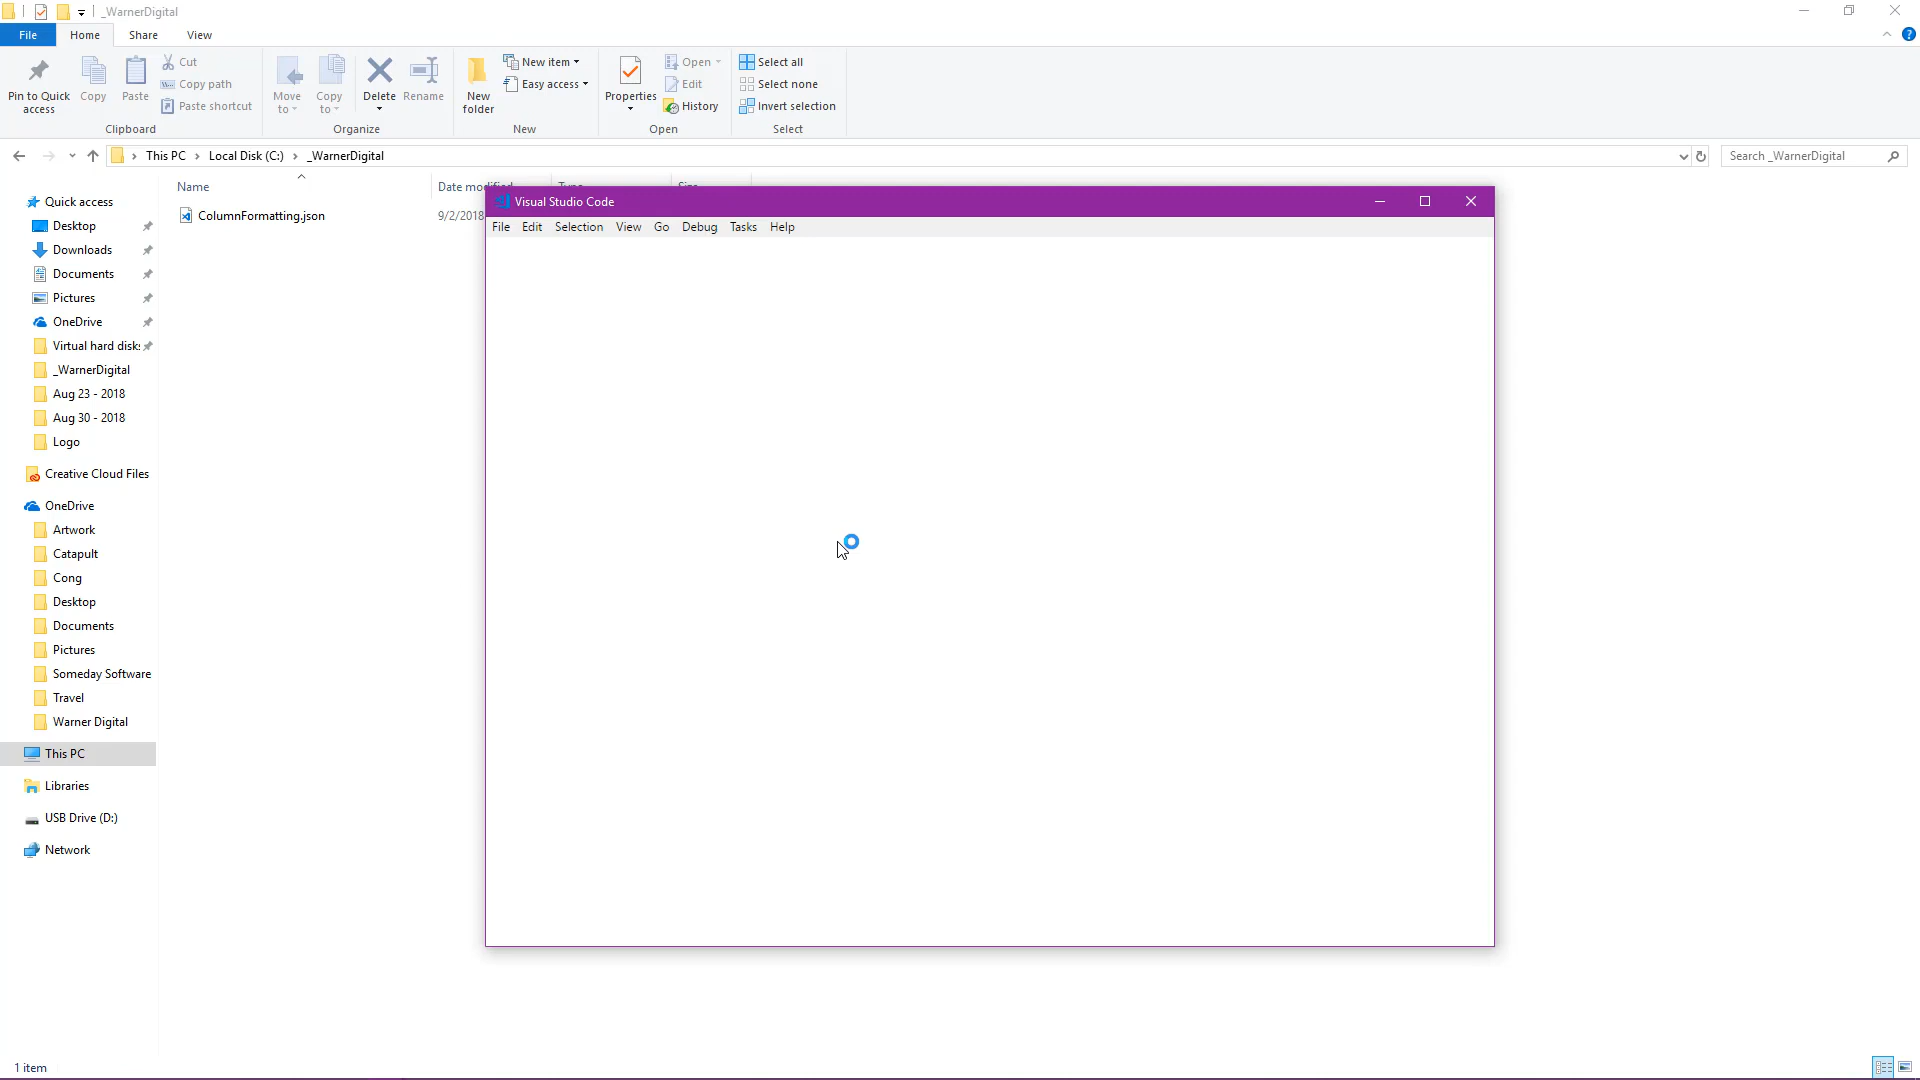 _WarnerDigital
File Home Share View
Pin to Quick access
Copy
Paste
Cut
Copy path
Paste shortcut
Clipboard
Move to
Copy to
Delete
Rename
Organize
New folder
New item
Easy access
New
Properties
Open
Edit
History
Open
Select all
Select none
Invert selection
Select
This PC › Local Disk (C:) › _WarnerDigital
Search _WarnerDigital
Name
Date modified
Type
Size
ColumnFormatting.json
9/2/2018
Quick access
Desktop
Downloads
Documents
Pictures
OneDrive
Virtual hard disks
_WarnerDigital
Aug 23 - 2018
Aug 30 - 2018
Logo
Creative Cloud Files
OneDrive
Artwork
Catapult
Cong
Desktop
Documents
Pictures
Someday Software
Travel
Warner Digital
This PC
Libraries
USB Drive (D:)
Network
Visual Studio Code
File Edit Selection View Go Debug Tasks Help
1 item